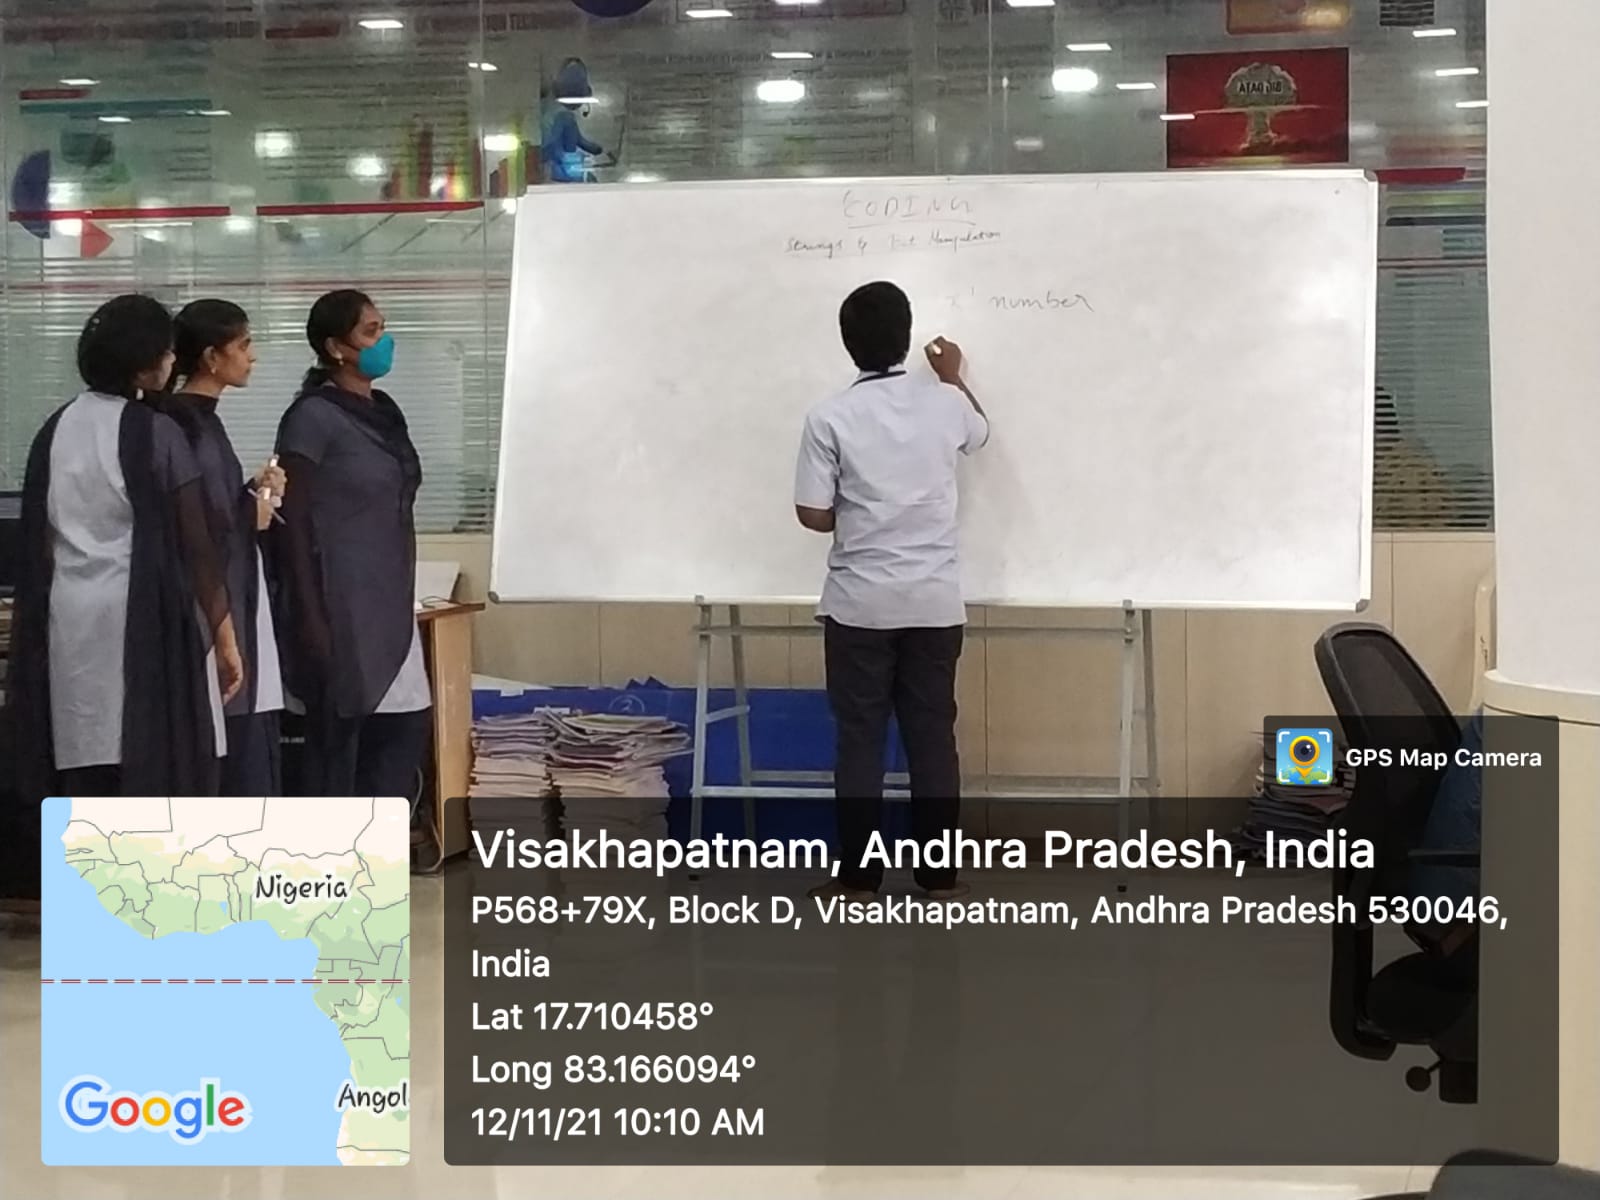 CODING
Strings & Bit Manipulation
x' number
GPS Map Camera
Nigeria
Angol
Google
Visakhapatnam, Andhra Pradesh, India
P568+79X, Block D, Visakhapatnam, Andhra Pradesh 530046,
India
Lat 17.710458°
Long 83.166094°
12/11/21 10:10 AM